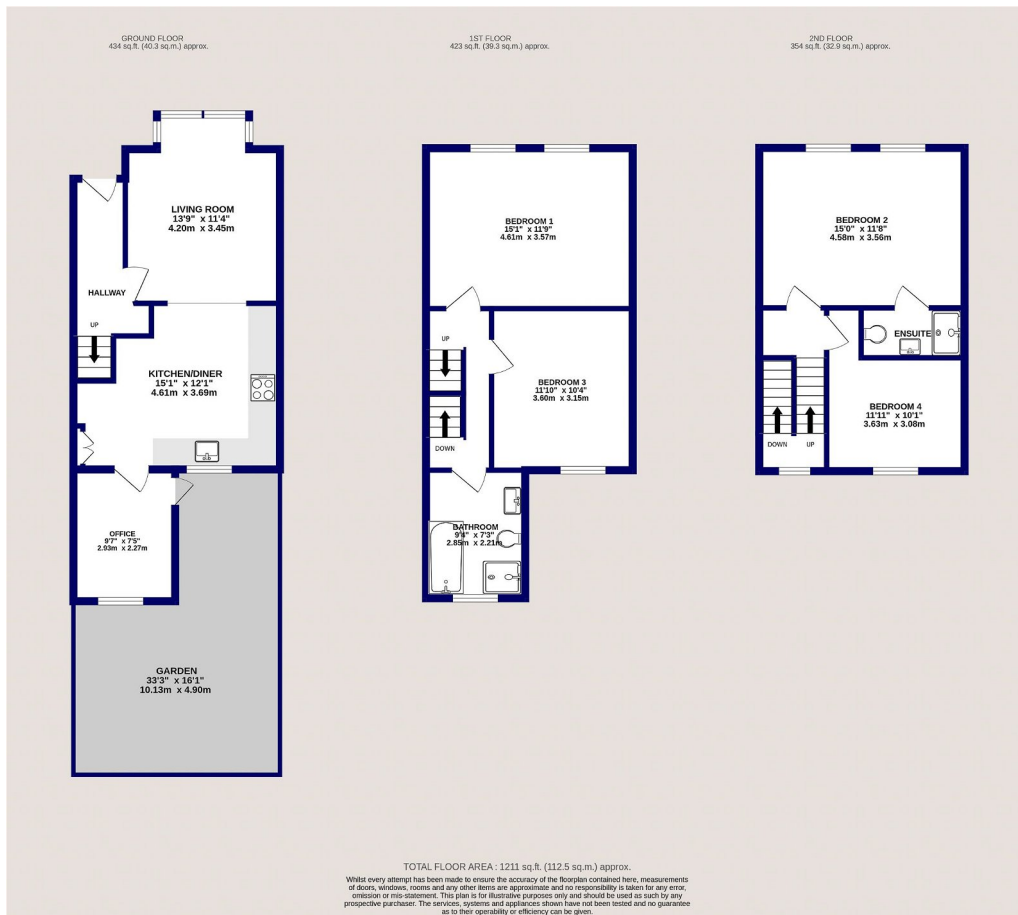 GROUND FLOOR
434 sq.ft. (40.3 sq.m.) approx.
1ST FLOOR
423 sq.ft. (39.3 sq.m.) approx.
2ND FLOOR
354 sq.ft. (32.9 sq.m.) approx.
LIVING ROOM
13'9" x 11'4"
4.20m x 3.45m
HALLWAY
UP
KITCHEN/DINER
15'1" x 12'1"
4.61m x 3.69m
OFFICE
9'7" x 7'5"
2.93m x 2.27m
GARDEN
33'3" x 16'1"
10.13m x 4.90m
BEDROOM 1
15'1" x 11'9"
4.61m x 3.57m
UP
DOWN
BEDROOM 3
11'10" x 10'4"
3.60m x 3.15m
BATHROOM
9'4" x 7'3"
2.85m x 2.21m
BEDROOM 2
15'0" x 11'8"
4.58m x 3.56m
ENSUITE
DOWN
UP
BEDROOM 4
11'11" x 10'1"
3.63m x 3.08m
TOTAL FLOOR AREA : 1211 sq.ft. (112.5 sq.m.) approx.
Whilst every attempt has been made to ensure the accuracy of the floorplan contained here, measurements
of doors, windows, rooms and any other items are approximate and no responsibility is taken for any error,
omission or mis-statement. This plan is for illustrative purposes only and should be used as such by any
prospective purchaser. The services, systems and appliances shown have not been tested and no guarantee
as to their operability or efficiency can be given.